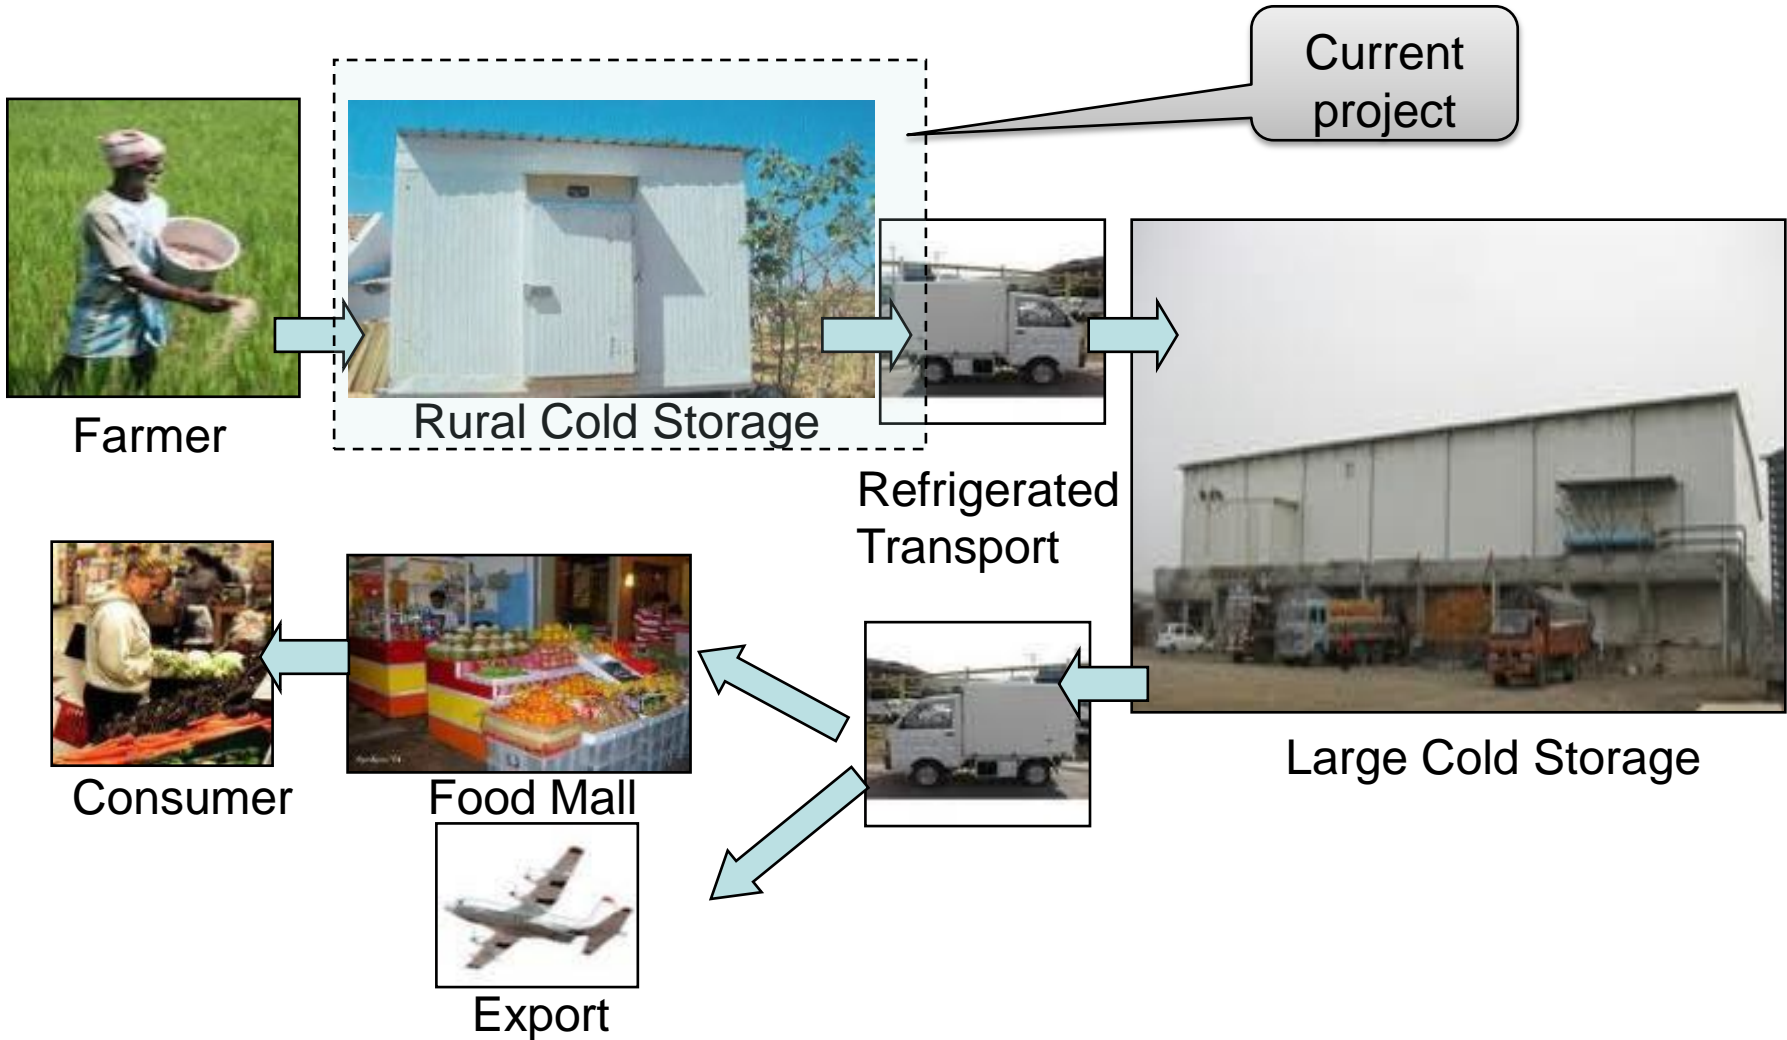 Current
project
Farmer
Rural Cold Storage
Refrigerated
Transport
Large Cold Storage
Consumer
Food Mall
Export